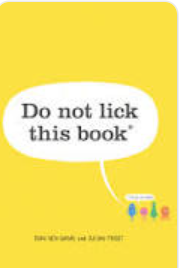 Do not lick
this book*
IDAN BEN-BARAK and JULIAN FROST